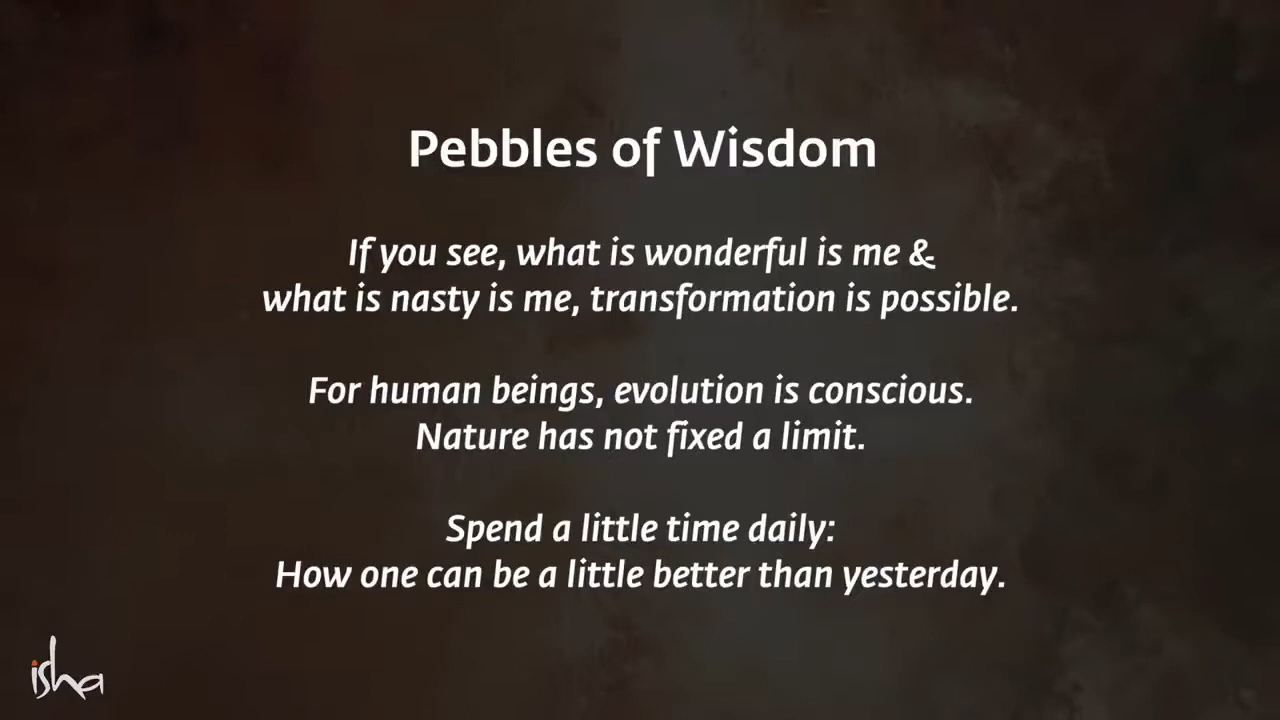 Pebbles of Wisdom
If you see, what is wonderful is me &
what is nasty is me, transformation is possible.
For human beings, evolution is conscious.
Nature has not fixed a limit.
Spend a little time daily:
How one can be a little better than yesterday.
isha